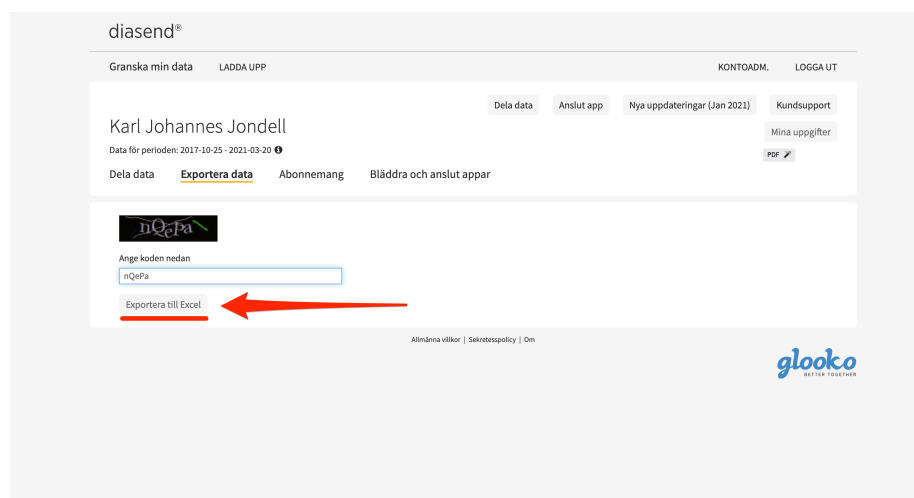 diasend®
Granska min data LADDA UPP KONTOADM. LOGGA UT
Dela data Anslut app Nya uppdateringar (Jan 2021) Kundsupport
Karl Johannes Jondell Mina uppgifter
Data för perioden: 2017-10-25 - 2021-03-20
PDF
Dela data Exportera data Abonnemang Bläddra och anslut appar
nQePa
Ange koden nedan
nQePa
Exportera till Excel
Allmänna villkor | Sekretesspolicy | Om
glooko
BETTER TOGETHER